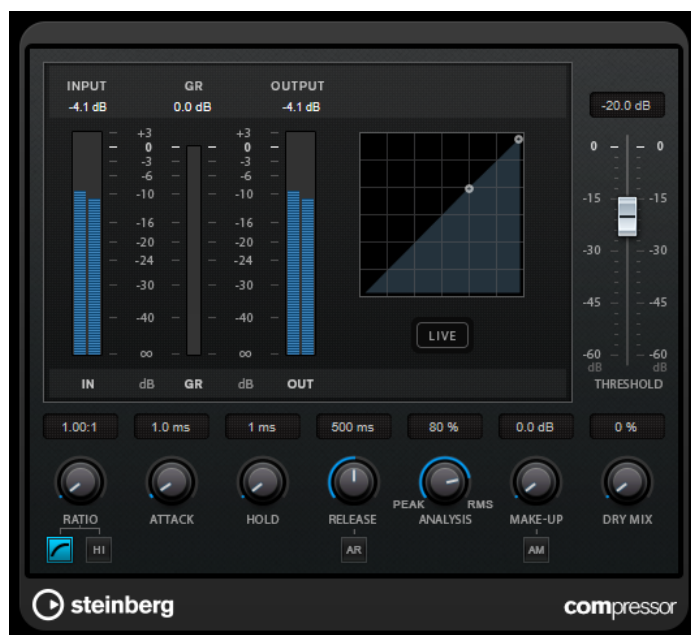 INPUT GR OUTPUT
-4.1 dB 0.0 dB -4.1 dB
-20.0 dB
+3 +3
0 0
-3 -3
-6 -6
-10 -10
-16 -16
-20 -20
-24 -24
-30 -30
-40 -40
∞ ∞
0 0
-15 -15
-30 -30
-45 -45
-60 -60
dB dB
LIVE
IN dB GR dB OUT
THRESHOLD
1.00:1 1.0 ms 1 ms 500 ms 80 % 0.0 dB 0 %
PEAK RMS
RATIO ATTACK HOLD RELEASE ANALYSIS MAKE-UP DRY MIX
HI AR AM
steinberg compressor